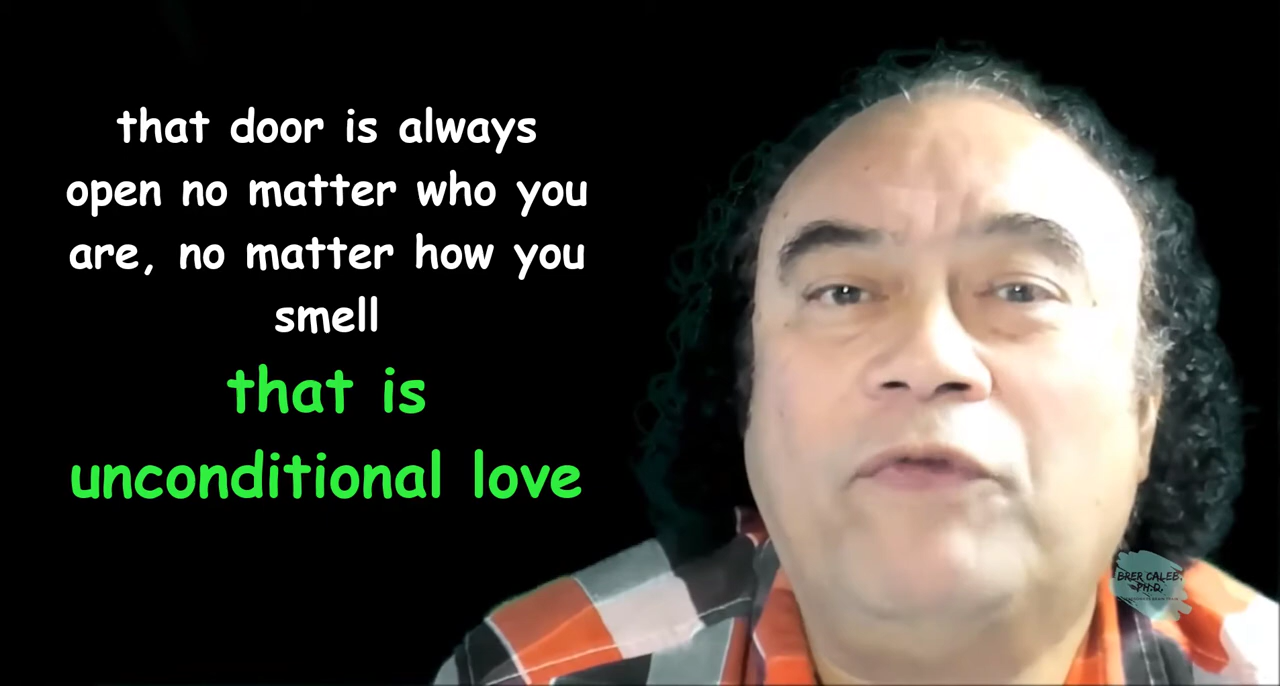 that door is always
open no matter who you
are, no matter how you
smell
that is
unconditional love
BRER CALEB,
PH.D.